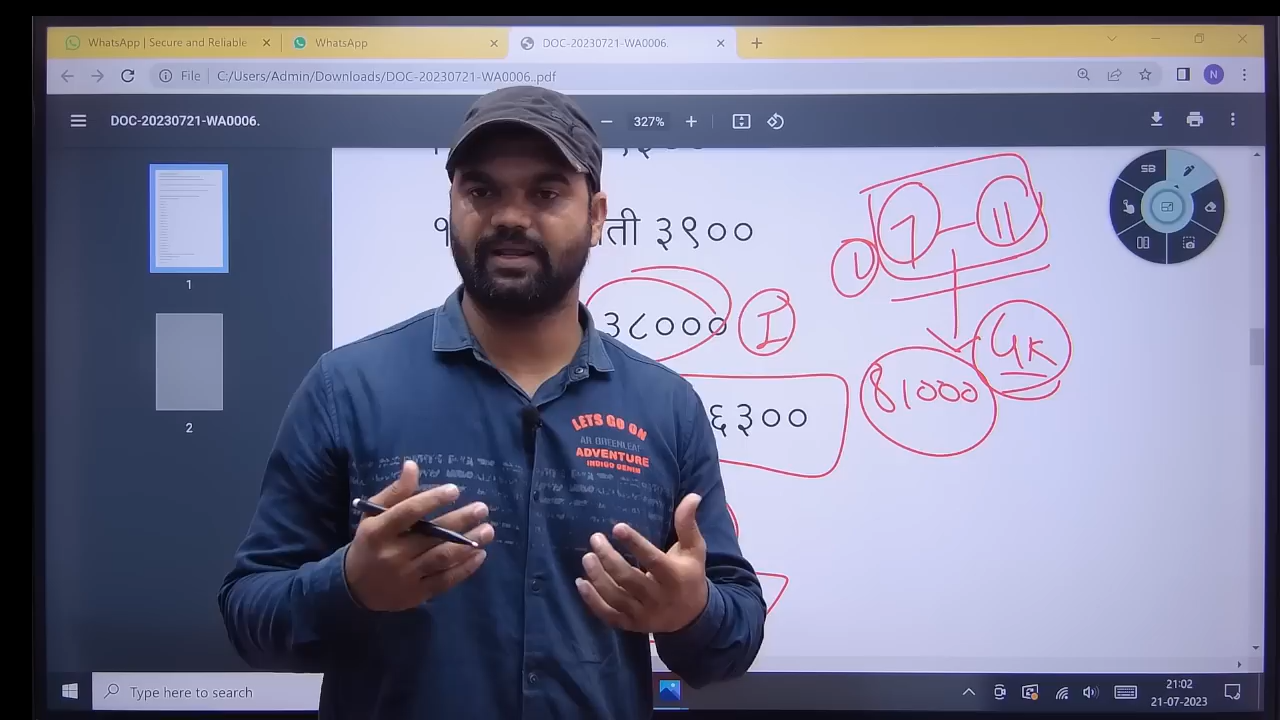 WhatsApp | Secure and Reliable
WhatsApp
DOC-20230721-WA0006.
File
C:/Users/Admin/Downloads/DOC-20230721-WA0006..pdf
N
DOC-20230721-WA0006.
327%
SB
1
2
ती ३९००
३८००० I
६३००
1 7 - 11
4K
81000
LETS GO ON
ADVENTURE
INDIGO DENIM
Type here to search
21:02
21-07-2023